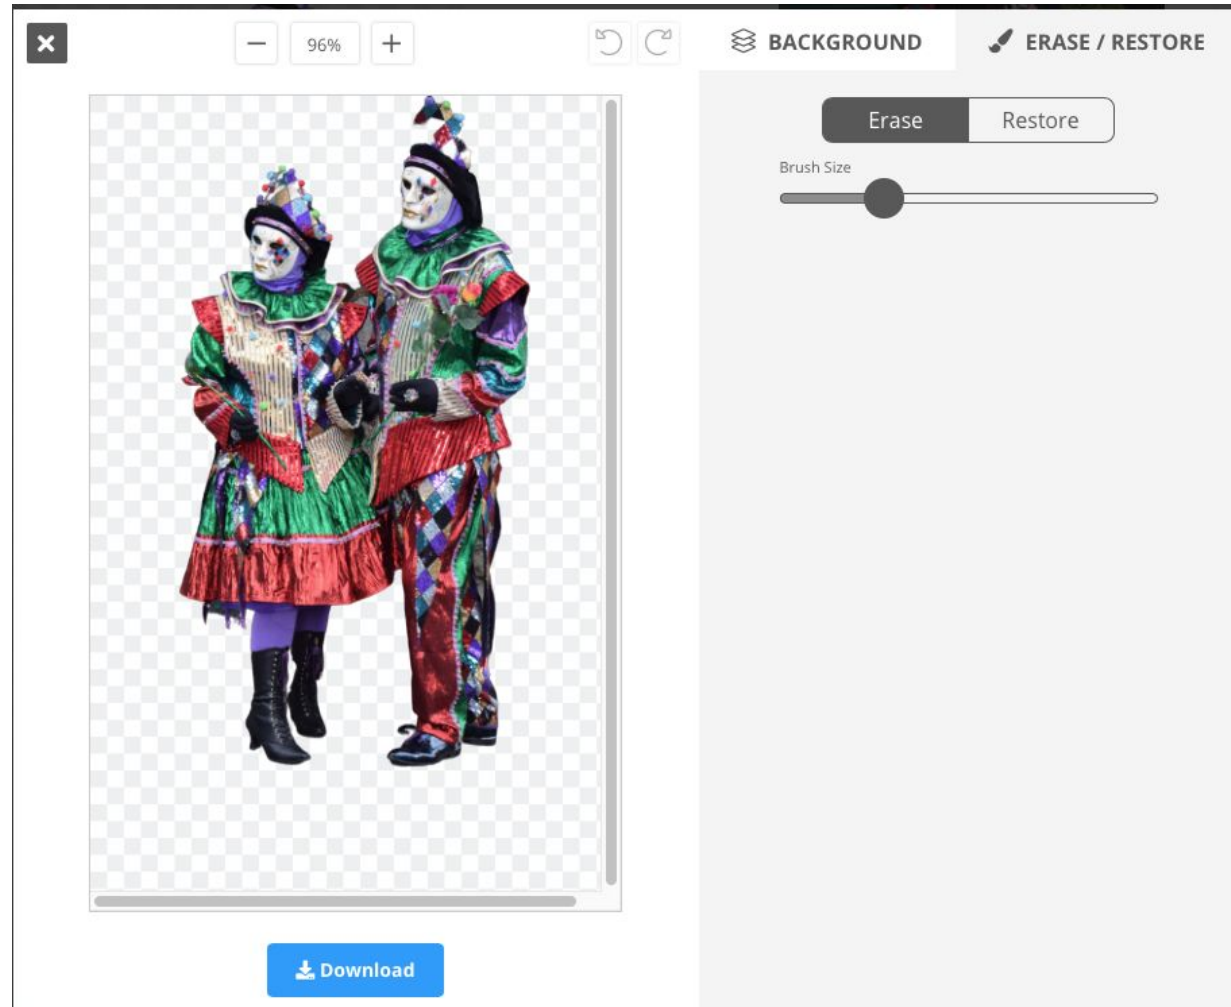 96%
BACKGROUND
ERASE / RESTORE
Erase
Restore
Brush Size
Download